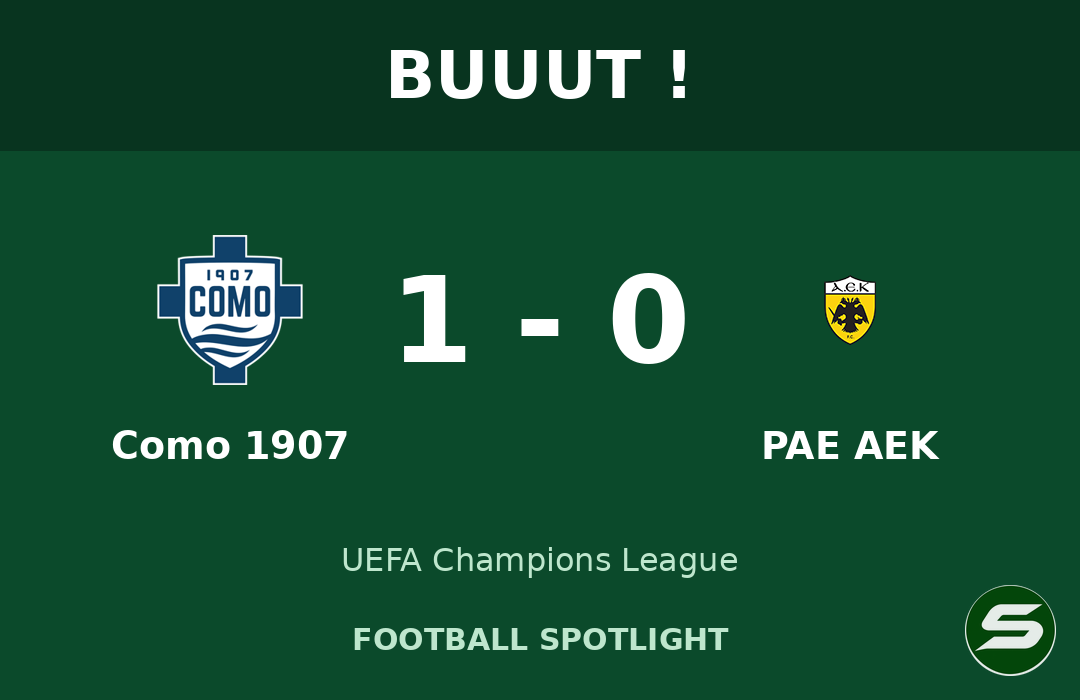 BUUUT !
1907
COMO
1 - 0
A.E.K
F.C.
Como 1907
PAE AEK
UEFA Champions League
FOOTBALL SPOTLIGHT
S